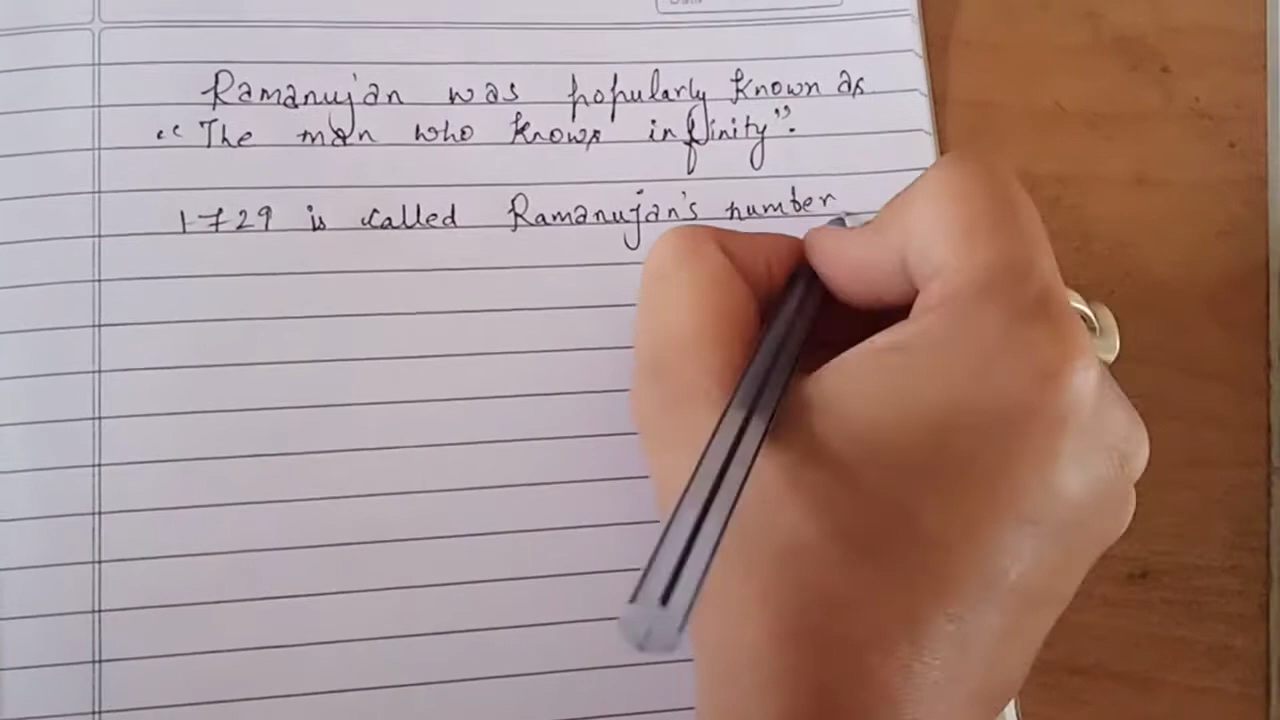 Ramanujan was popularly known as
"The man who knows infinity".
1729 is called Ramanujan's number